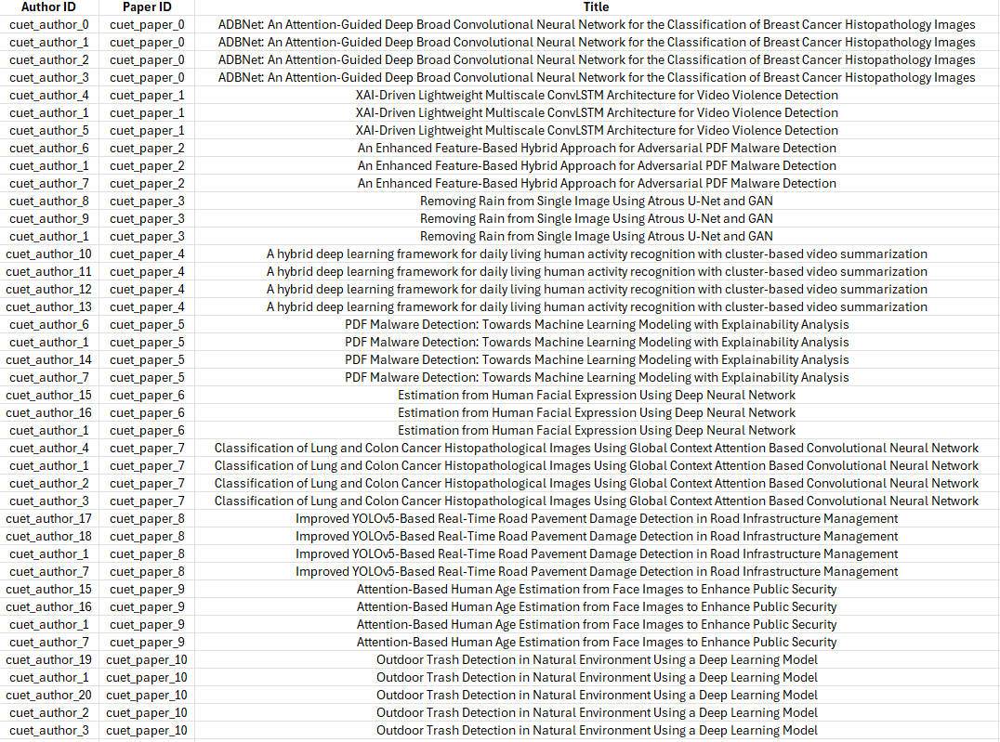 Author ID Paper ID Title
cuet_author_0 cuet_paper_0 ADBNet: An Attention-Guided Deep Broad Convolutional Neural Network for the Classification of Breast Cancer Histopathology Images
cuet_author_1 cuet_paper_0 ADBNet: An Attention-Guided Deep Broad Convolutional Neural Network for the Classification of Breast Cancer Histopathology Images
cuet_author_2 cuet_paper_0 ADBNet: An Attention-Guided Deep Broad Convolutional Neural Network for the Classification of Breast Cancer Histopathology Images
cuet_author_3 cuet_paper_0 ADBNet: An Attention-Guided Deep Broad Convolutional Neural Network for the Classification of Breast Cancer Histopathology Images
cuet_author_4 cuet_paper_1 XAI-Driven Lightweight Multiscale ConvLSTM Architecture for Video Violence Detection
cuet_author_1 cuet_paper_1 XAI-Driven Lightweight Multiscale ConvLSTM Architecture for Video Violence Detection
cuet_author_5 cuet_paper_1 XAI-Driven Lightweight Multiscale ConvLSTM Architecture for Video Violence Detection
cuet_author_6 cuet_paper_2 An Enhanced Feature-Based Hybrid Approach for Adversarial PDF Malware Detection
cuet_author_1 cuet_paper_2 An Enhanced Feature-Based Hybrid Approach for Adversarial PDF Malware Detection
cuet_author_7 cuet_paper_2 An Enhanced Feature-Based Hybrid Approach for Adversarial PDF Malware Detection
cuet_author_8 cuet_paper_3 Removing Rain from Single Image Using Atrous U-Net and GAN
cuet_author_9 cuet_paper_3 Removing Rain from Single Image Using Atrous U-Net and GAN
cuet_author_1 cuet_paper_3 Removing Rain from Single Image Using Atrous U-Net and GAN
cuet_author_10 cuet_paper_4 A hybrid deep learning framework for daily living human activity recognition with cluster-based video summarization
cuet_author_11 cuet_paper_4 A hybrid deep learning framework for daily living human activity recognition with cluster-based video summarization
cuet_author_12 cuet_paper_4 A hybrid deep learning framework for daily living human activity recognition with cluster-based video summarization
cuet_author_13 cuet_paper_4 A hybrid deep learning framework for daily living human activity recognition with cluster-based video summarization
cuet_author_6 cuet_paper_5 PDF Malware Detection: Towards Machine Learning Modeling with Explainability Analysis
cuet_author_1 cuet_paper_5 PDF Malware Detection: Towards Machine Learning Modeling with Explainability Analysis
cuet_author_14 cuet_paper_5 PDF Malware Detection: Towards Machine Learning Modeling with Explainability Analysis
cuet_author_7 cuet_paper_5 PDF Malware Detection: Towards Machine Learning Modeling with Explainability Analysis
cuet_author_15 cuet_paper_6 Estimation from Human Facial Expression Using Deep Neural Network
cuet_author_16 cuet_paper_6 Estimation from Human Facial Expression Using Deep Neural Network
cuet_author_1 cuet_paper_6 Estimation from Human Facial Expression Using Deep Neural Network
cuet_author_4 cuet_paper_7 Classification of Lung and Colon Cancer Histopathological Images Using Global Context Attention Based Convolutional Neural Network
cuet_author_1 cuet_paper_7 Classification of Lung and Colon Cancer Histopathological Images Using Global Context Attention Based Convolutional Neural Network
cuet_author_2 cuet_paper_7 Classification of Lung and Colon Cancer Histopathological Images Using Global Context Attention Based Convolutional Neural Network
cuet_author_3 cuet_paper_7 Classification of Lung and Colon Cancer Histopathological Images Using Global Context Attention Based Convolutional Neural Network
cuet_author_17 cuet_paper_8 Improved YOLOv5-Based Real-Time Road Pavement Damage Detection in Road Infrastructure Management
cuet_author_18 cuet_paper_8 Improved YOLOv5-Based Real-Time Road Pavement Damage Detection in Road Infrastructure Management
cuet_author_1 cuet_paper_8 Improved YOLOv5-Based Real-Time Road Pavement Damage Detection in Road Infrastructure Management
cuet_author_7 cuet_paper_8 Improved YOLOv5-Based Real-Time Road Pavement Damage Detection in Road Infrastructure Management
cuet_author_15 cuet_paper_9 Attention-Based Human Age Estimation from Face Images to Enhance Public Security
cuet_author_16 cuet_paper_9 Attention-Based Human Age Estimation from Face Images to Enhance Public Security
cuet_author_1 cuet_paper_9 Attention-Based Human Age Estimation from Face Images to Enhance Public Security
cuet_author_7 cuet_paper_9 Attention-Based Human Age Estimation from Face Images to Enhance Public Security
cuet_author_19 cuet_paper_10 Outdoor Trash Detection in Natural Environment Using a Deep Learning Model
cuet_author_1 cuet_paper_10 Outdoor Trash Detection in Natural Environment Using a Deep Learning Model
cuet_author_20 cuet_paper_10 Outdoor Trash Detection in Natural Environment Using a Deep Learning Model
cuet_author_2 cuet_paper_10 Outdoor Trash Detection in Natural Environment Using a Deep Learning Model
cuet_author_3 cuet_paper_10 Outdoor Trash Detection in Natural Environment Using a Deep Learning Model